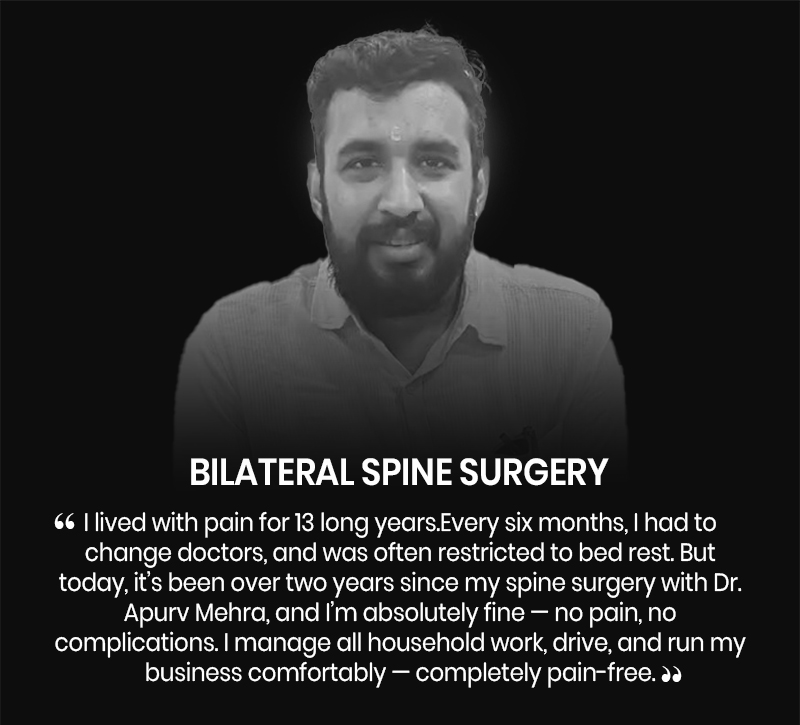 BILATERAL SPINE SURGERY
“ I lived with pain for 13 long years.Every six months, I had to
change doctors, and was often restricted to bed rest. But
today, it’s been over two years since my spine surgery with Dr.
Apurv Mehra, and I’m absolutely fine — no pain, no
complications. I manage all household work, drive, and run my
business comfortably — completely pain-free. ”